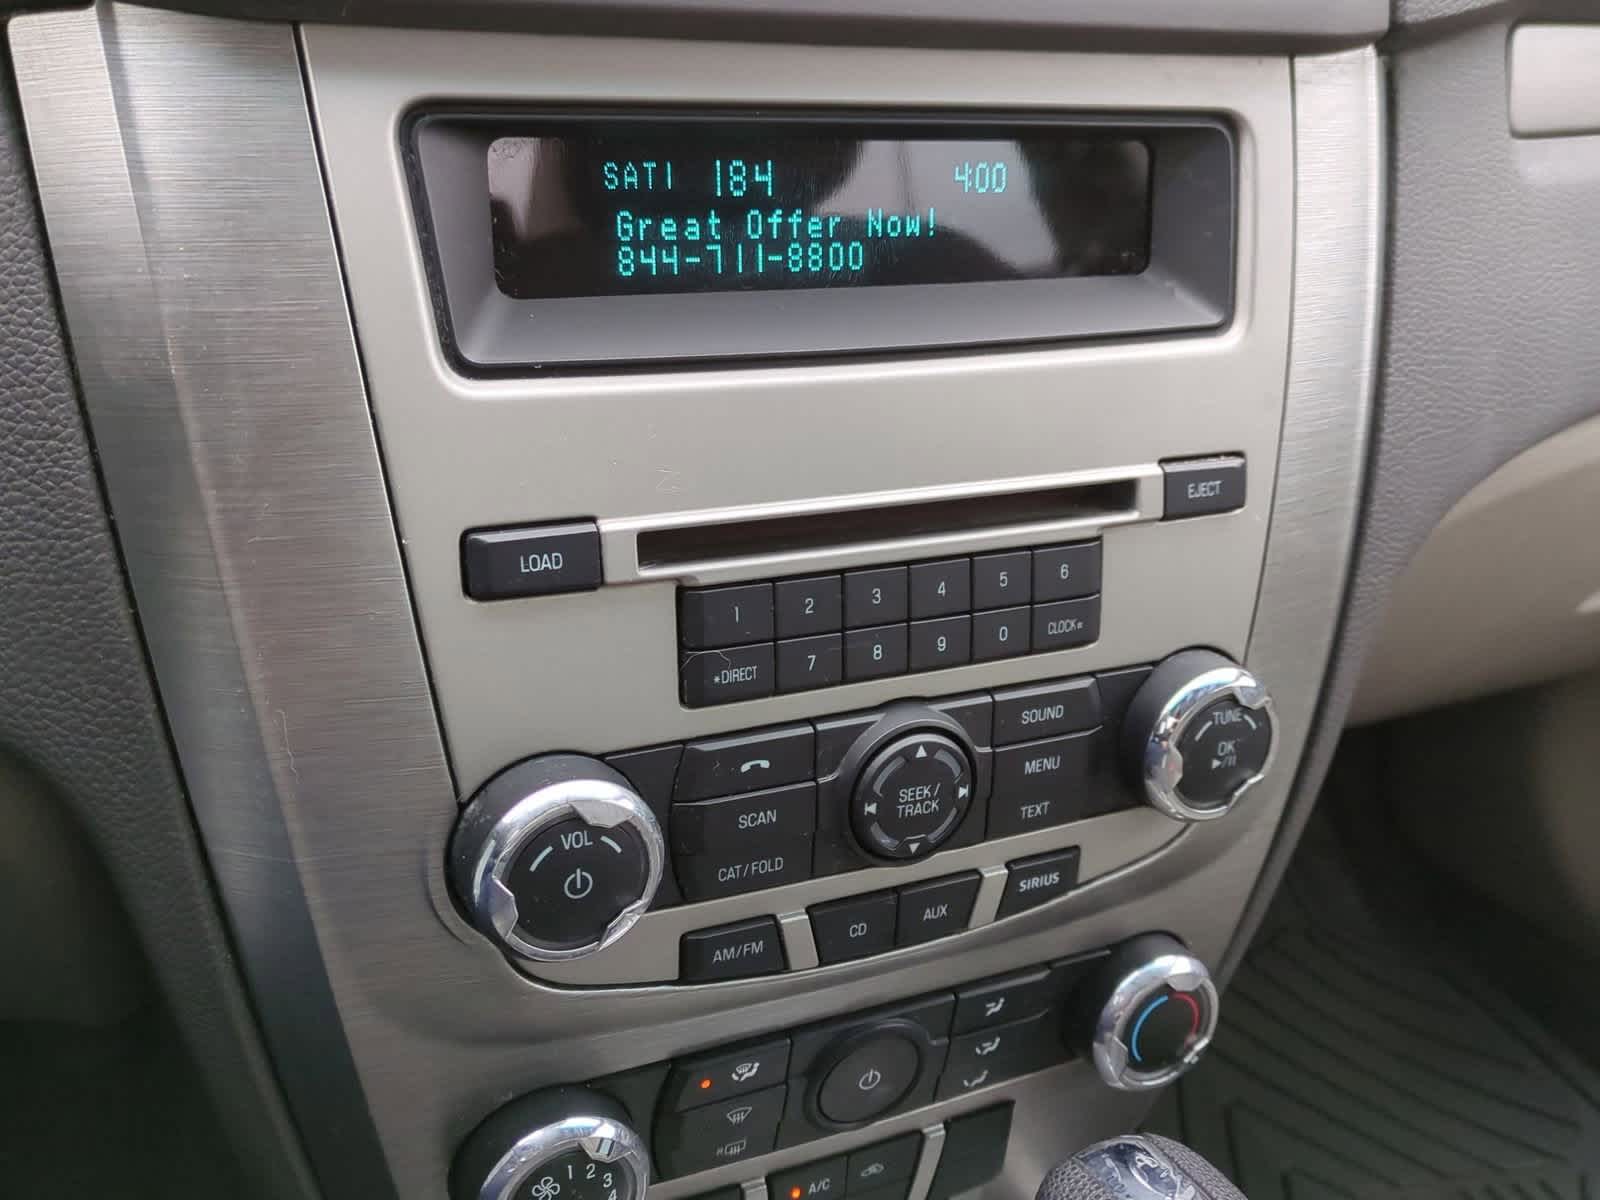 SAT1 184 4:00
Great Offer Now!
844-711-8800
EJECT
LOAD
1 2 3 4 5 6
*DIRECT 7 8 9 0 CLOCK
SOUND
TUNE
OK
MENU
SEEK/
TRACK
TEXT
VOL
SCAN
CAT/FOLD
SIRIUS
AUX
CD
AM/FM
1 2 3 4
A/C